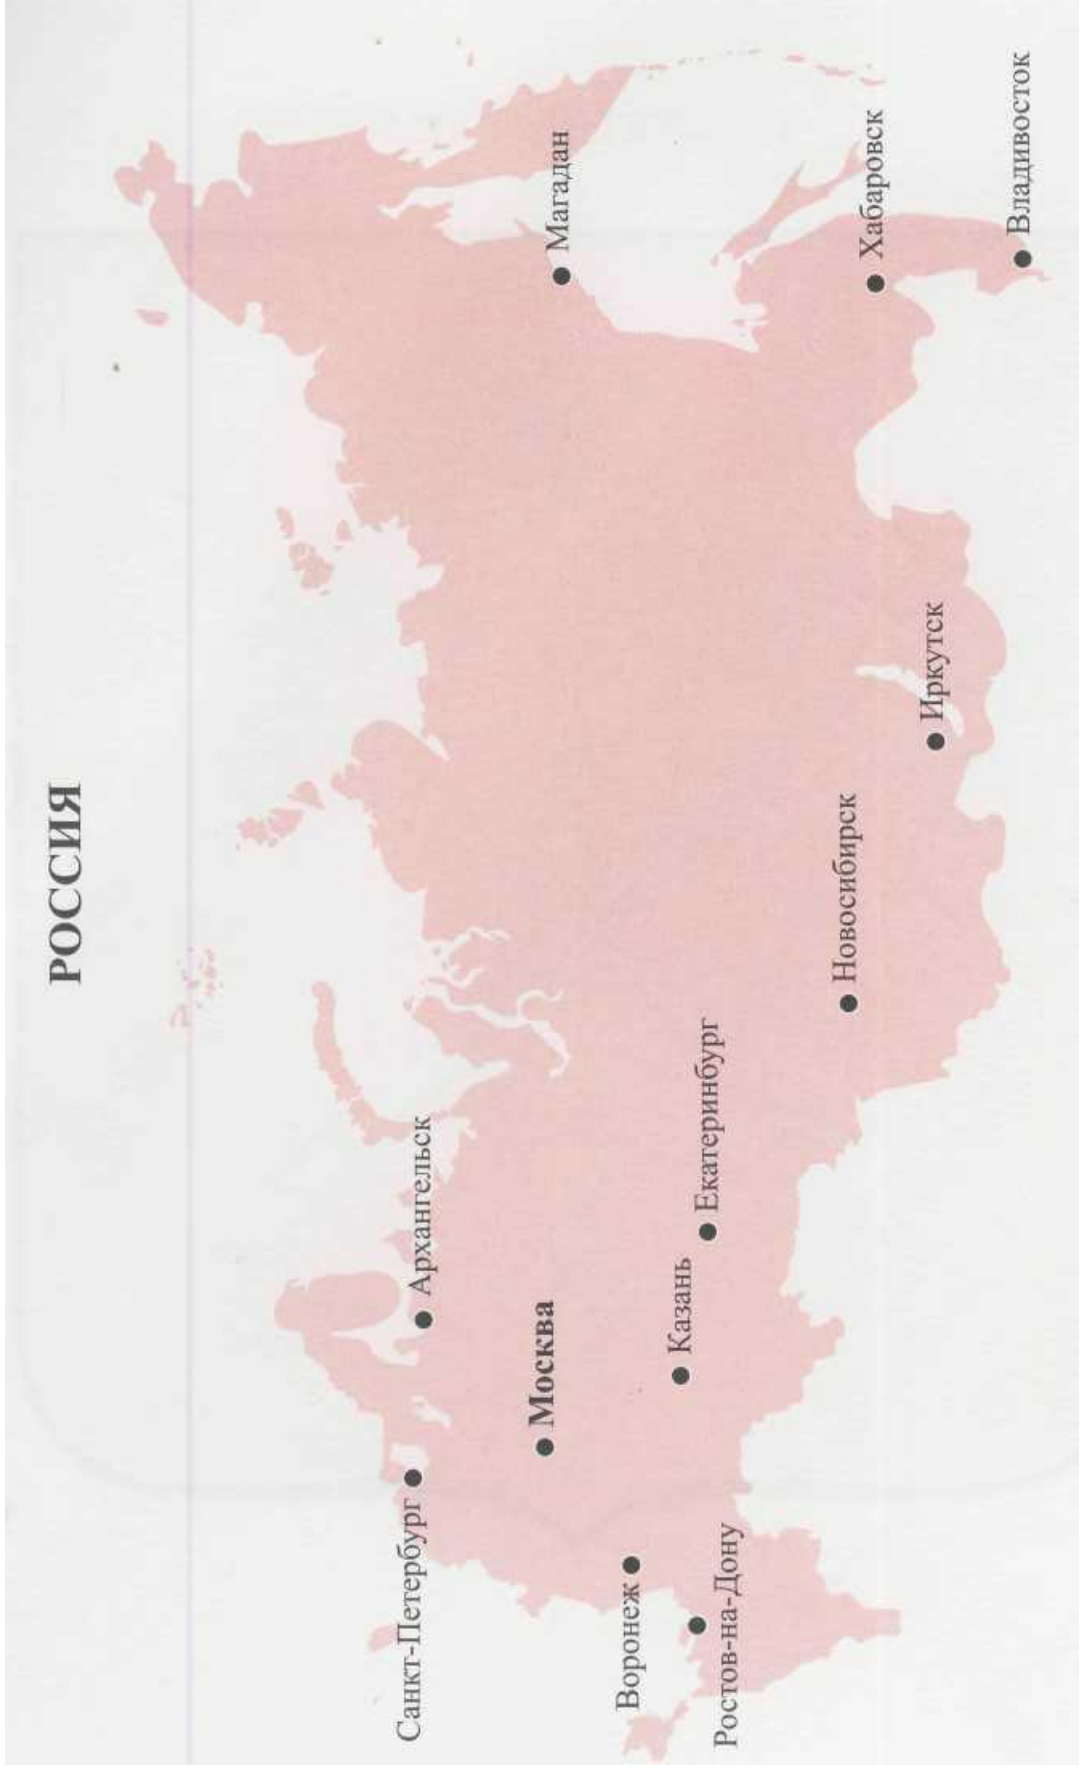 РОССИЯ
Санкт-Петербург
Архангельск
Москва
Магадан
Воронеж
Казань
Ростов-на-Дону
Екатеринбург
Новосибирск
Хабаровск
Иркутск
Владивосток